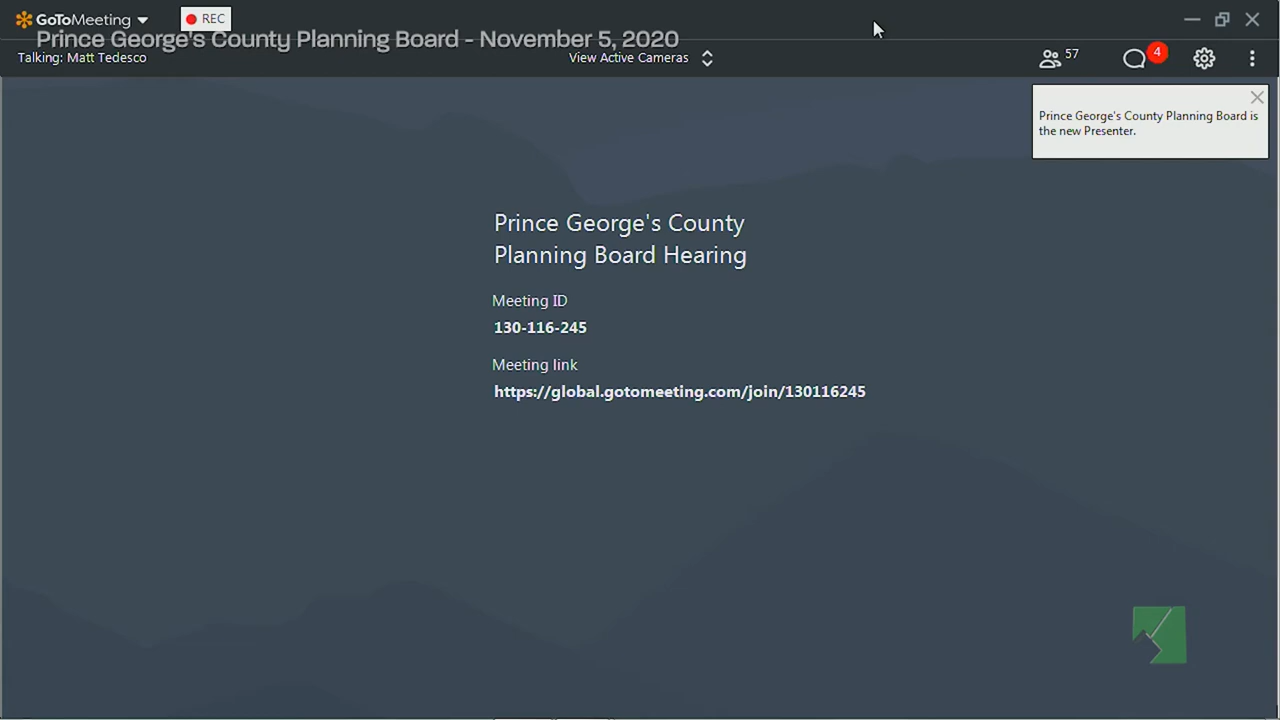 GoToMeeting
REC
Prince George's County Planning Board - November 5, 2020
Talking: Matt Tedesco
View Active Cameras
57
4
Prince George's County Planning Board is
the new Presenter.
Prince George's County
Planning Board Hearing
Meeting ID
130-116-245
Meeting link
https://global.gotomeeting.com/join/130116245